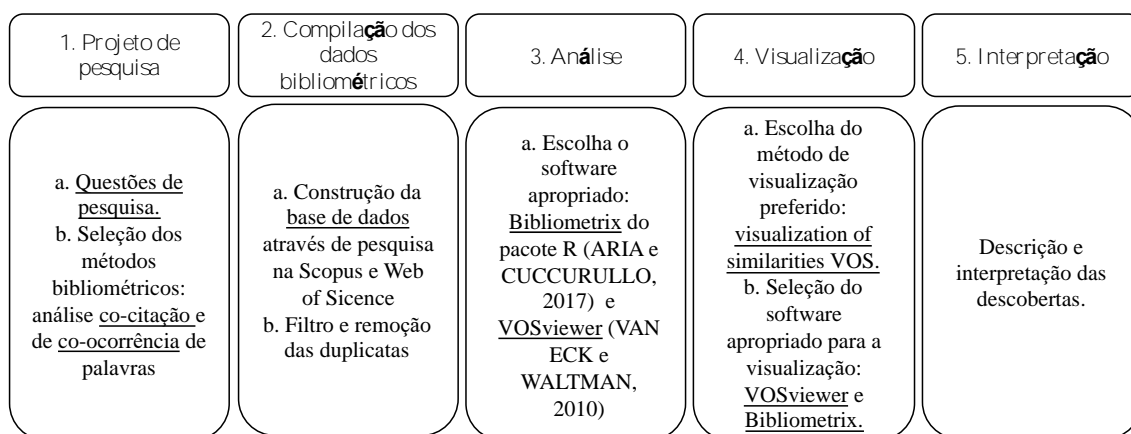 1. Projeto de
pesquisa
2. Compilação dos
dados
bibliométricos
3. Análise
4. Visualização
5. Interpretação
a. Questões de
pesquisa.
b. Seleção dos
métodos
bibliométricos:
análise co-citação e
de co-ocorrência de
palavras
a. Construção da
base de dados
através de pesquisa
na Scopus e Web
of Sicence
b. Filtro e remoção
das duplicatas
a. Escolha o
software
apropriado:
Bibliometrix do
pacote R (ARIA e
CUCCURULLO,
2017) e
VOSviewer (VAN
ECK e
WALTMAN,
2010)
a. Escolha do
método de
visualização
preferido:
visualization of
similarities VOS.
b. Seleção do
software
apropriado para a
visualização:
VOSviewer e
Bibliometrix.
Descrição e
interpretação das
descobertas.